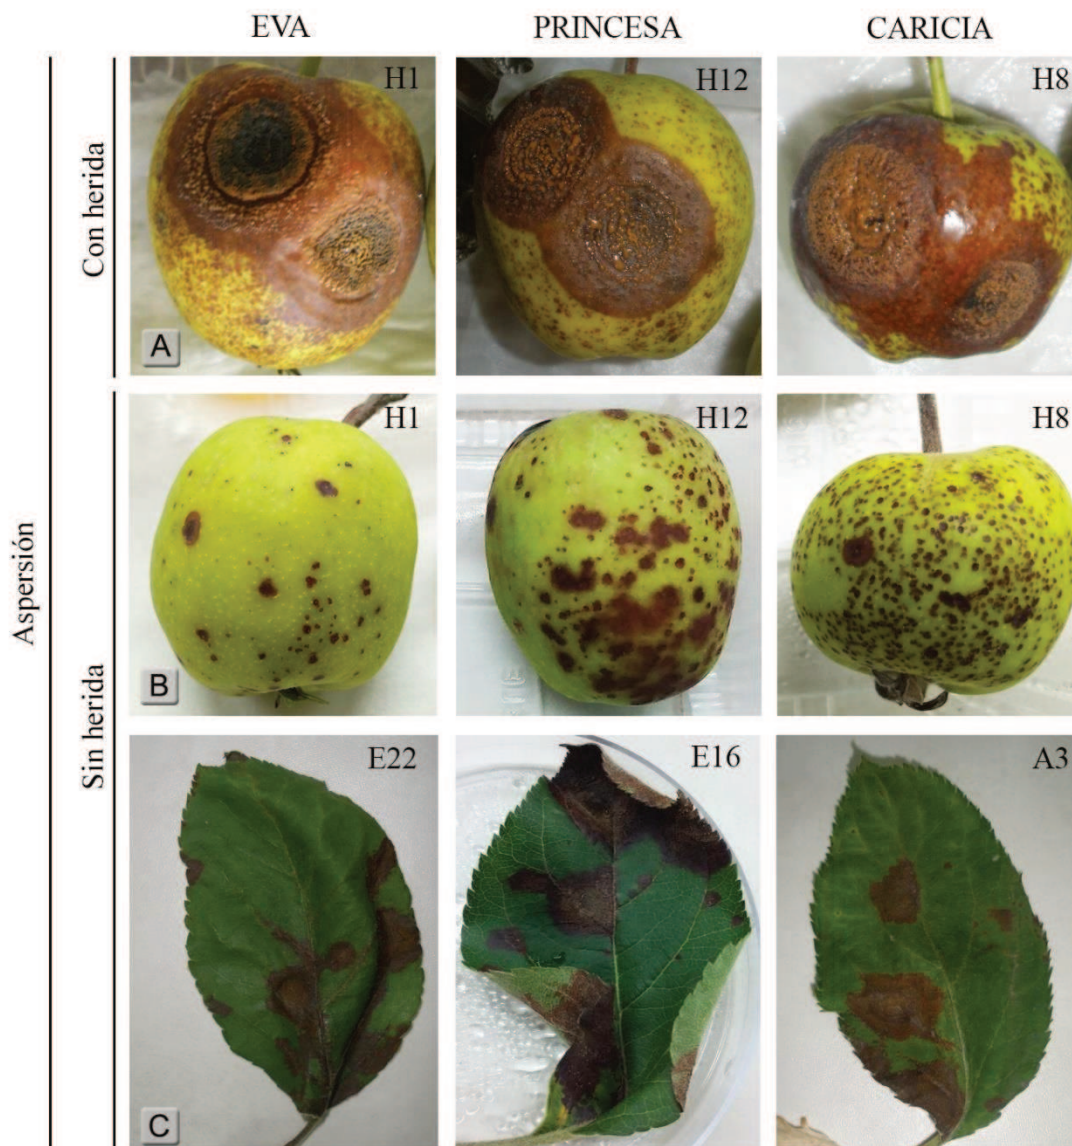 EVA
PRINCESA
CARICIA
Aspersión
Con herida
H1
H12
H8
A
Sin herida
H1
H12
H8
B
E22
E16
A3
C